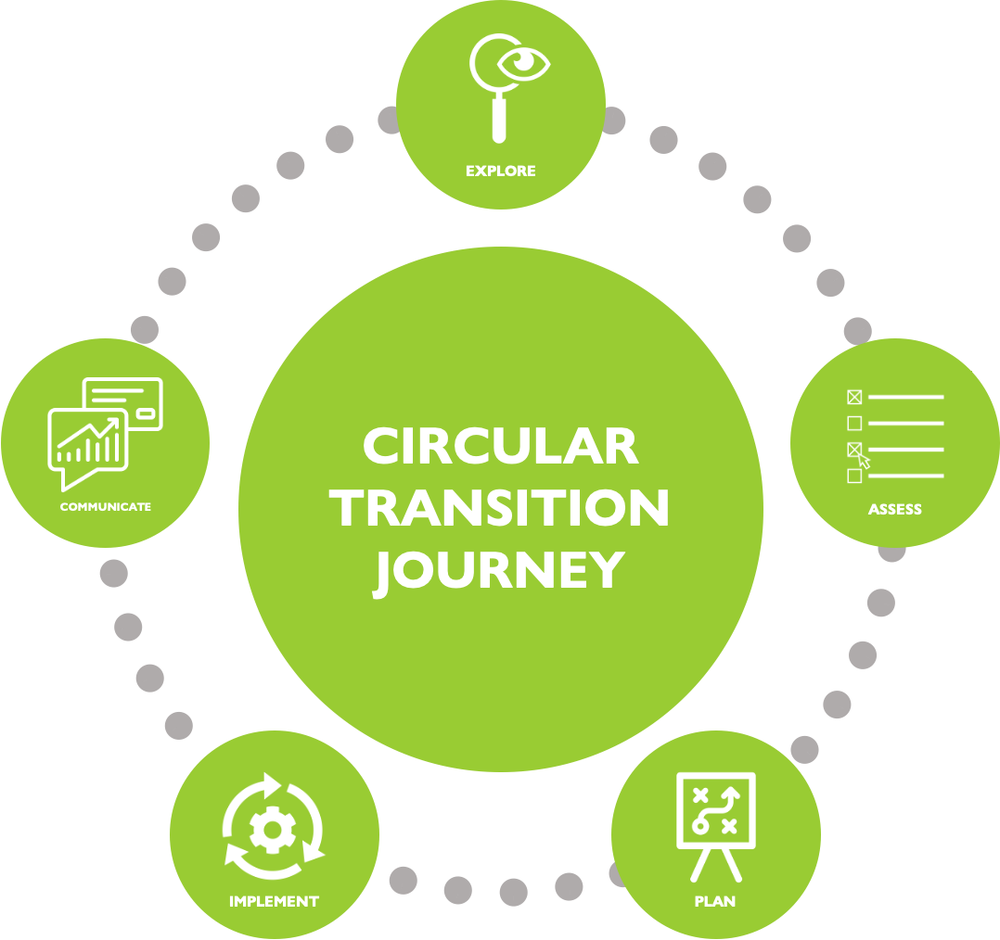 EXPLORE
CIRCULAR
TRANSITION
JOURNEY
COMMUNICATE
ASSESS
IMPLEMENT
PLAN